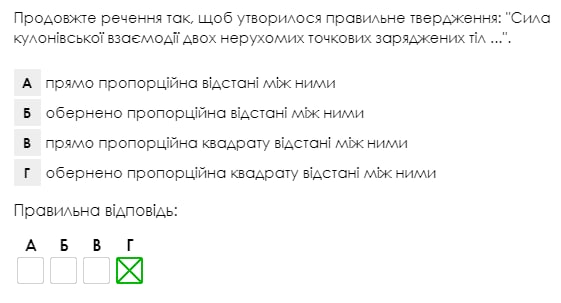 Продовжте речення так, щоб утворилося правильне твердження: "Сила
кулонівської взаємодії двох нерухомих точкових заряджених тіл ...".
А прямо пропорційна відстані між ними
Б обернено пропорційна відстані між ними
В прямо пропорційна квадрату відстані між ними
Г обернено пропорційна квадрату відстані між ними
Правильна відповідь:
А Б В Г